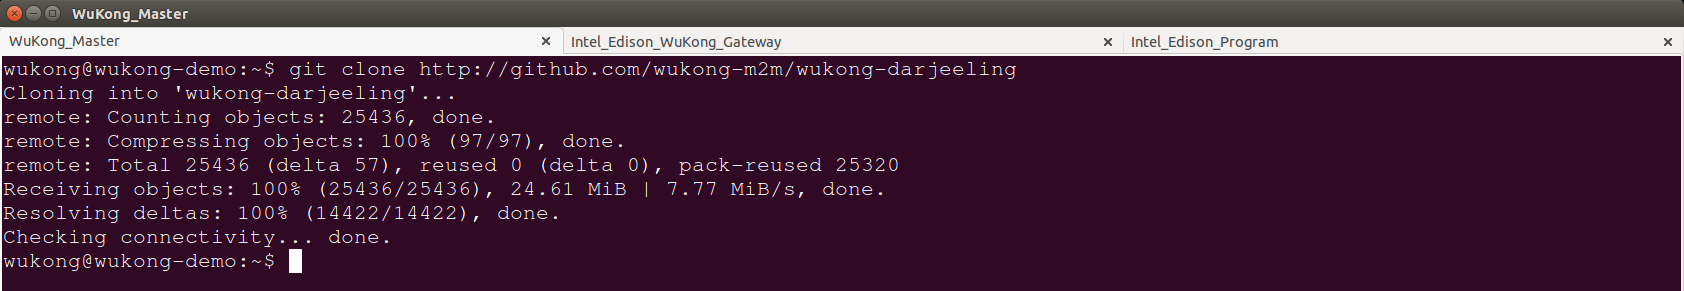 WuKong_Master
WuKong_Master Intel_Edison_WuKong_Gateway Intel_Edison_Program
wukong@wukong-demo:~$ git clone http://github.com/wukong-m2m/wukong-darjeeling
Cloning into 'wukong-darjeeling'...
remote: Counting objects: 25436, done.
remote: Compressing objects: 100% (97/97), done.
remote: Total 25436 (delta 57), reused 0 (delta 0), pack-reused 25320
Receiving objects: 100% (25436/25436), 24.61 MiB | 7.77 MiB/s, done.
Resolving deltas: 100% (14422/14422), done.
Checking connectivity... done.
wukong@wukong-demo:~$